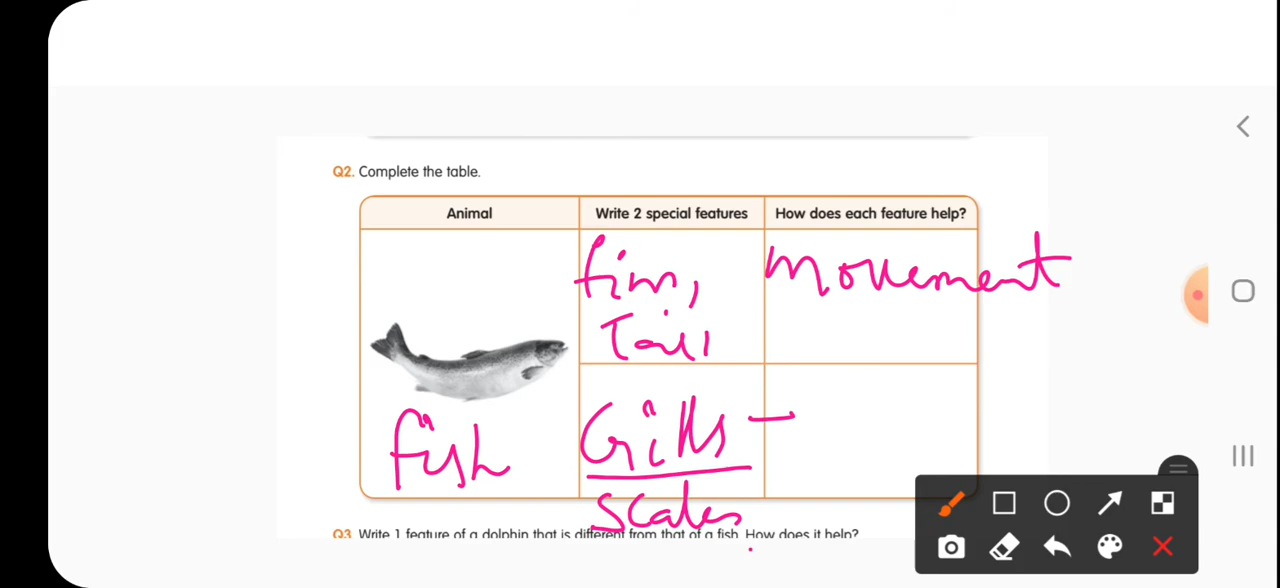 Q2. Complete the table.
Animal
Write 2 special features
How does each feature help?
fins,
Tail
movement
fish
Gills –
scales
Q3 Write 1 feature of a dolphin that is different from that of a fish. How does it help?